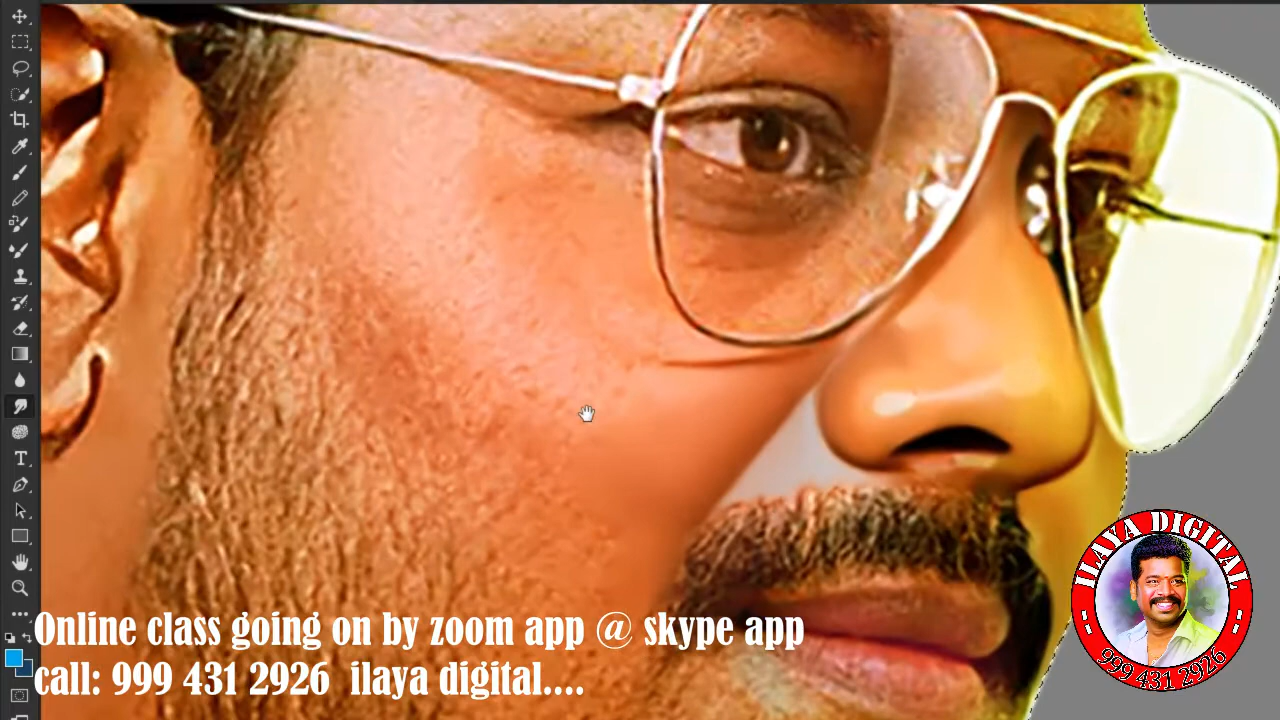 Online class going on by zoom app @ skype app
call: 999 431 2926 ilaya digital....
ILAYA DIGITAL
-- 999 431 2926 --